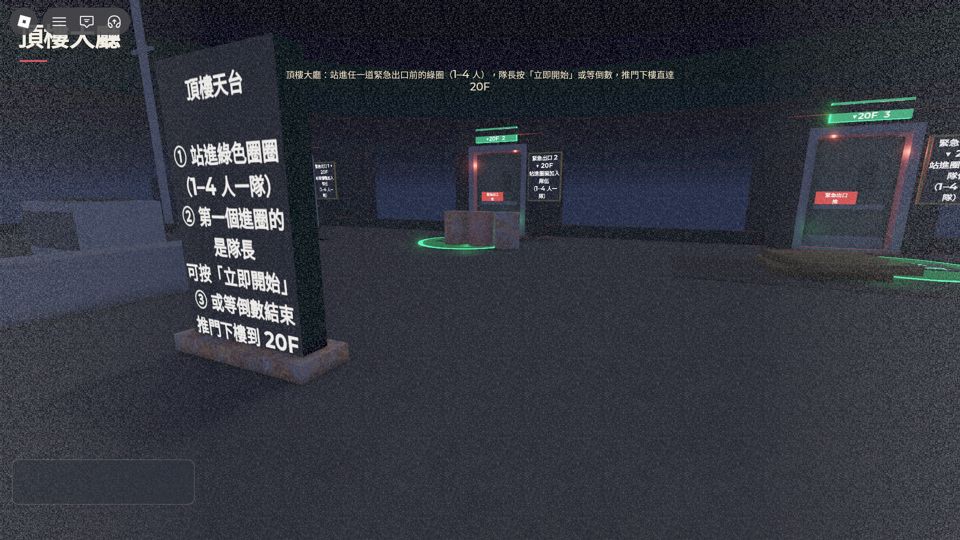 頂樓大廳
頂樓大廳：站進任一道緊急出口前的綠圈（1–4 人），隊長按「立即開始」或等倒數，推門下樓直達
20F
頂樓天台
① 站進綠色圈圈
（1–4 人一隊）
② 第一個進圈的
是隊長
可按「立即開始」
③ 或等倒數結束
推門下樓到 20F
▼20F 2
緊急出口 2
▼ 20F
站進圈圈加入
隊伍
（1–4 人一
隊）
▼20F 3
緊急出口